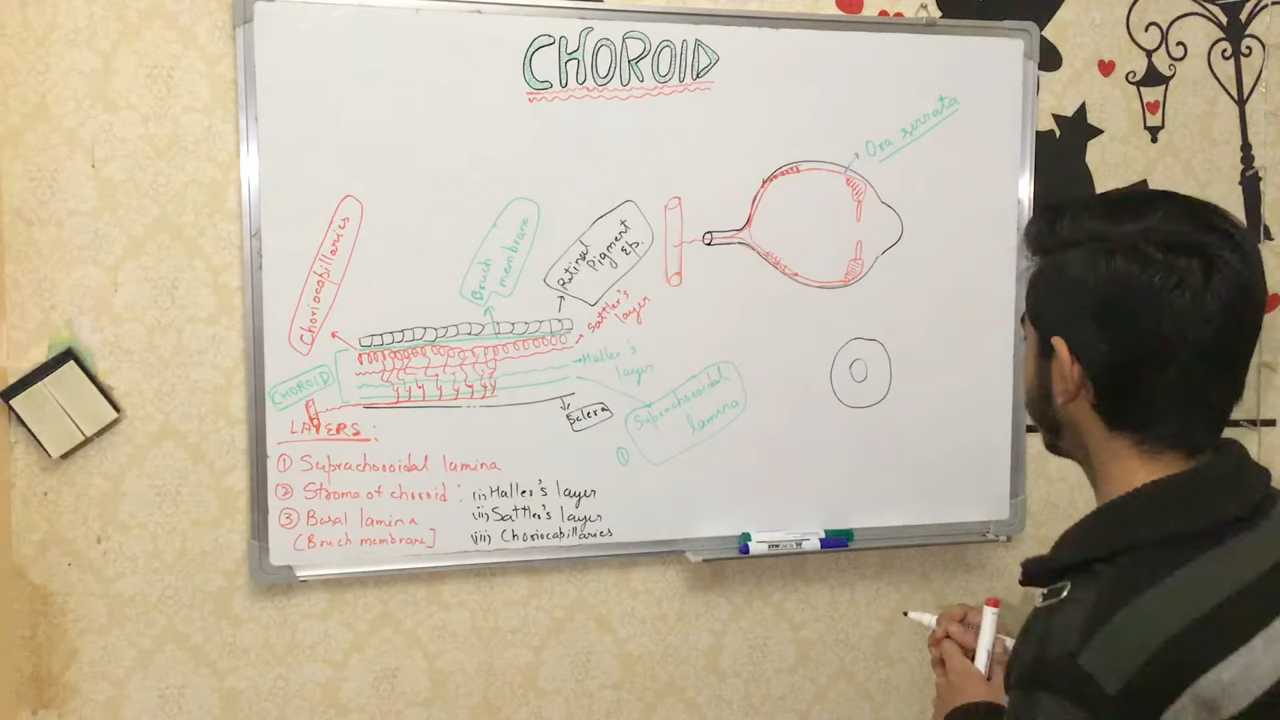 CHOROID
Ora serrata
Choriocapillaries
Bruch
membrane
Retinal
Pigment
Ep.
Sattler's
layer
Haller's
layer
CHOROID
Suprachoroidal
lamina
①
Sclera
LAYERS:
① Suprachoroidal lamina
② Stroma of choroid: (i) Haller's layer
(ii) Sattler's layer
(iii) Choriocapillaries
③ Basal lamina
[Bruch membrane]